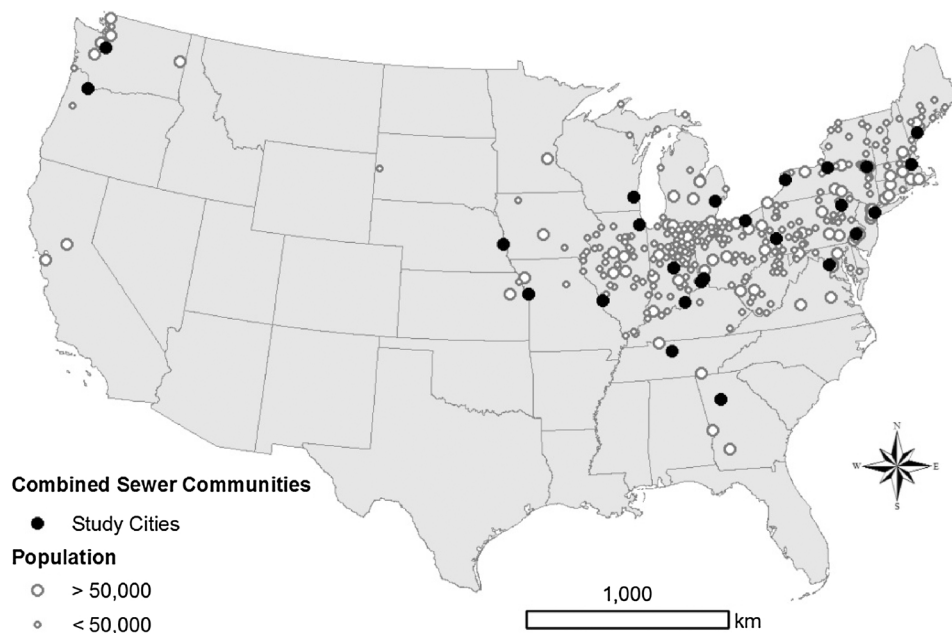 N
W E
S
Combined Sewer Communities
Study Cities
Population
> 50,000
< 50,000
1,000
km